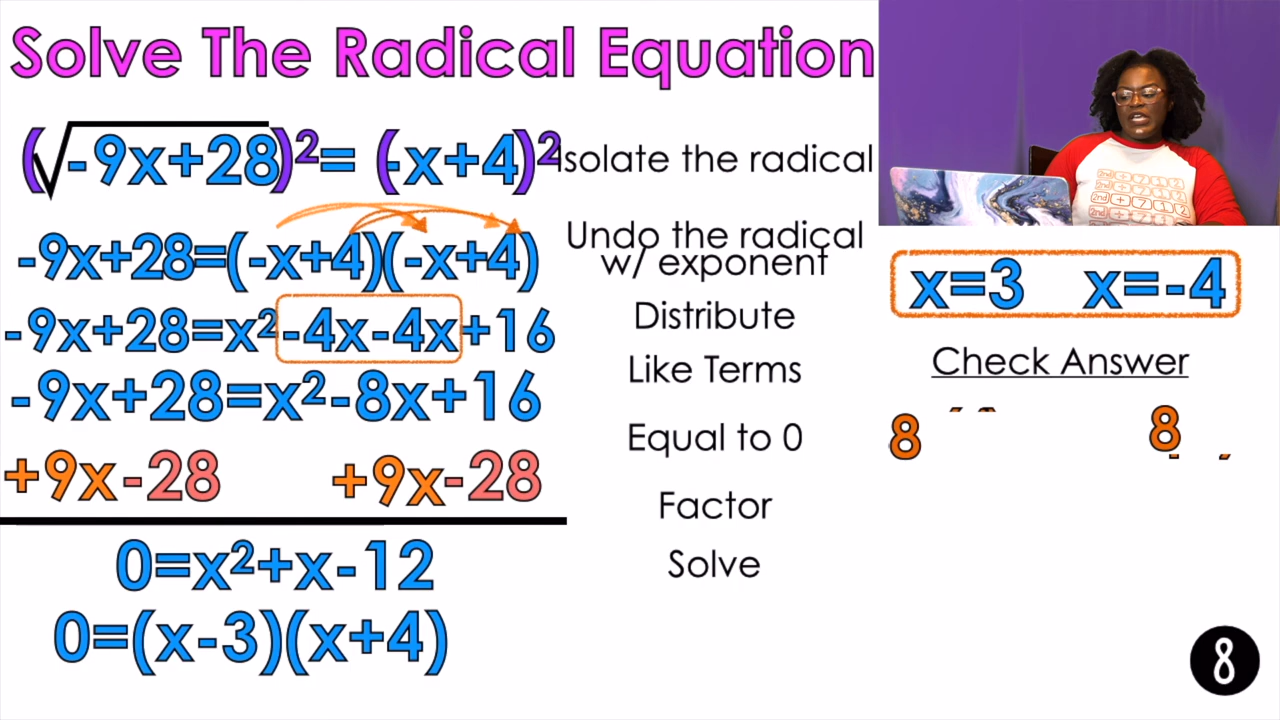 Solve The Radical Equation
(√-9x+28)²= (-x+4)²
Isolate the radical
-9x+28=(-x+4)(-x+4)
Undo the radical
w/ exponent
-9x+28=x²-4x-4x+16
Distribute
-9x+28=x²-8x+16
Like Terms
+9x-28 +9x-28
Equal to 0
0=x²+x-12
Factor
0=(x-3)(x+4)
Solve
x=3 x=-4
Check Answer
8 8
8